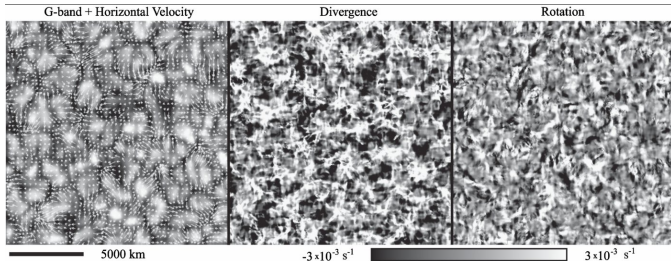 G-band + Horizontal Velocity Divergence Rotation
5000 km -3 x10⁻³ s⁻¹ 3 x10⁻³ s⁻¹